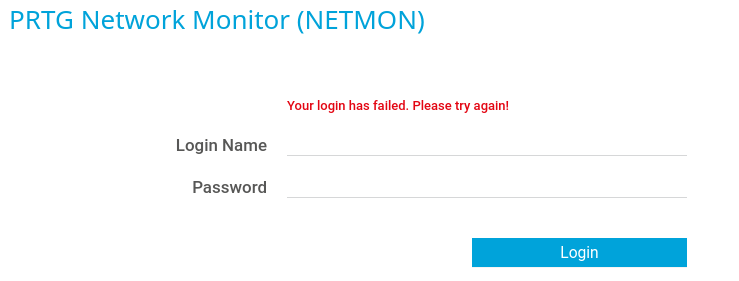 PRTG Network Monitor (NETMON)
Your login has failed. Please try again!
Login Name
Password
Login